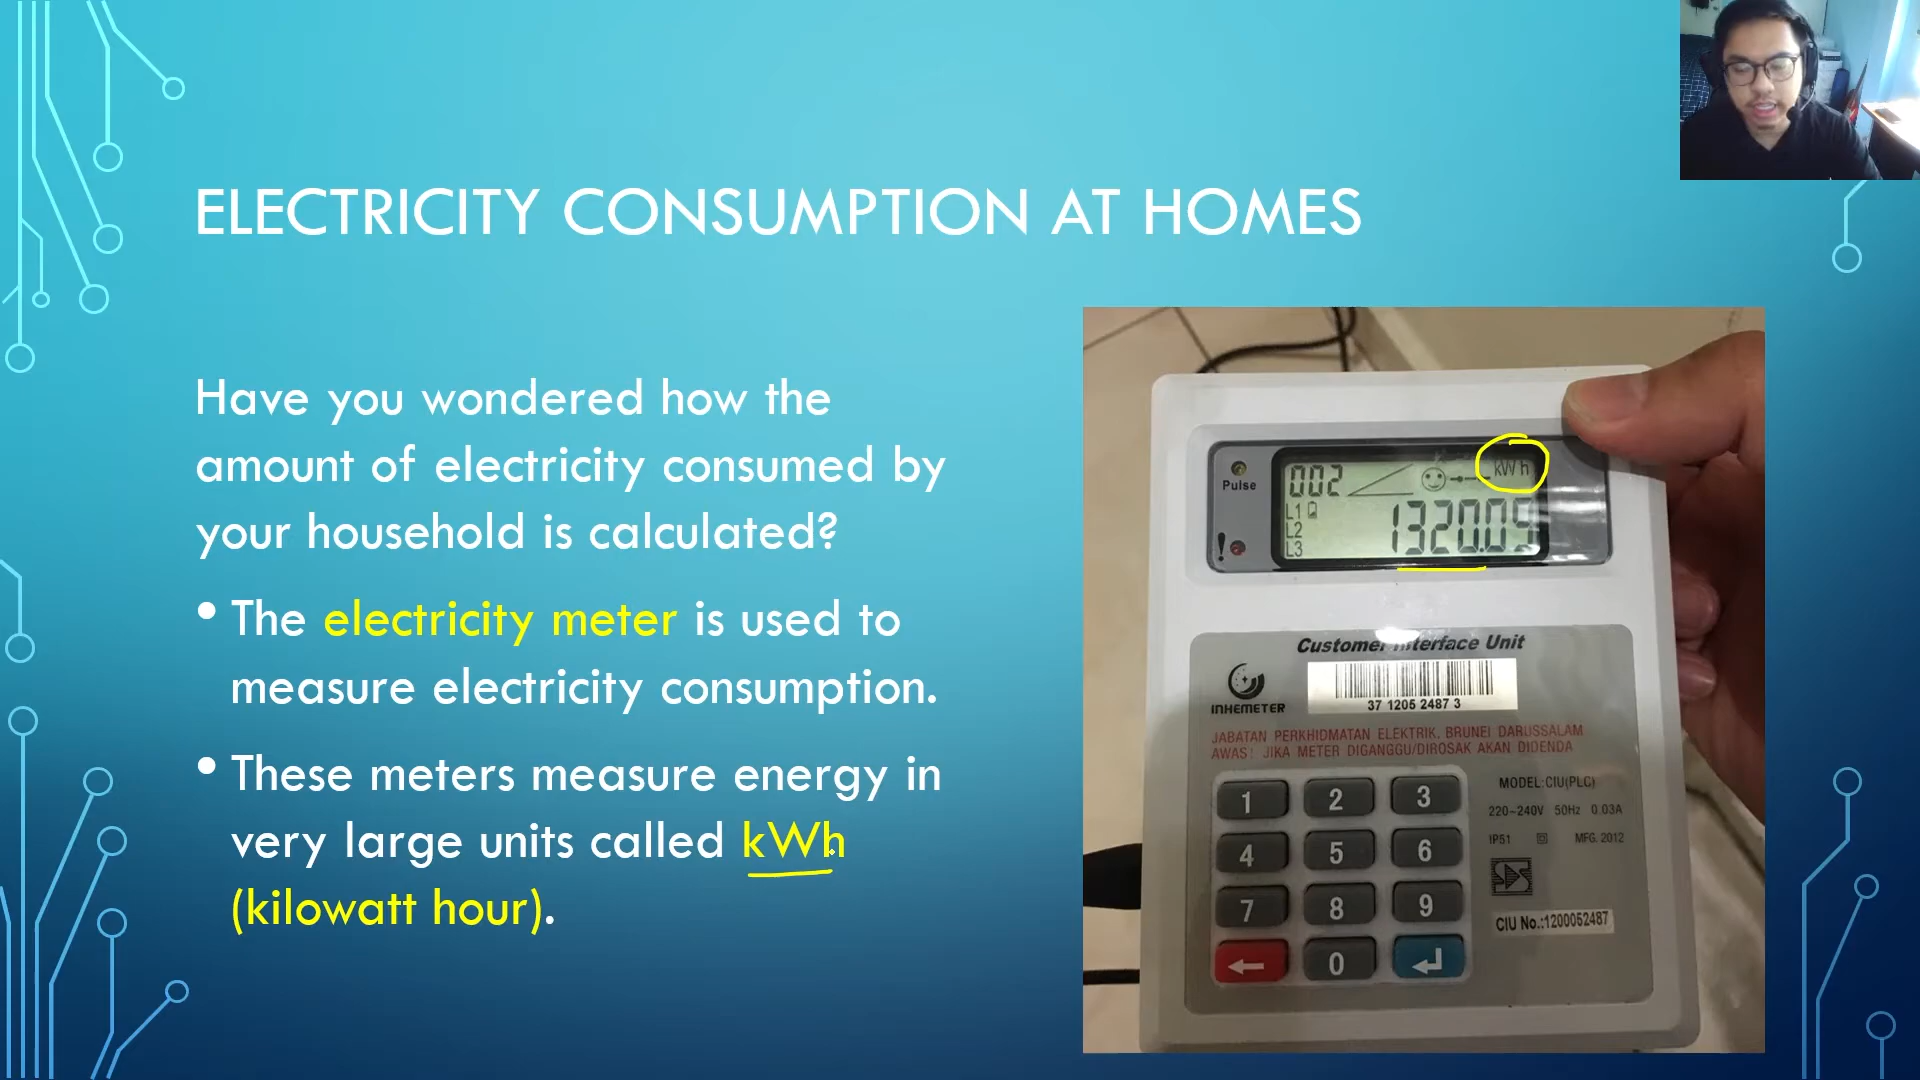 ELECTRICITY CONSUMPTION AT HOMES
Have you wondered how the
amount of electricity consumed by
your household is calculated?
• The electricity meter is used to
measure electricity consumption.
• These meters measure energy in
very large units called kWh
(kilowatt hour).
Pulse
002
kWh
L1
L2
L3
!
1320.09
Customer Interface Unit
INHEMETER
37 1205 2487 3
JABATAN PERKHIDMATAN ELEKTRIK. BRUNEI DARUSSALAM
AWAS! JIKA METER DIGANGGU/DIROSAK AKAN DIDENDA
MODEL:CIU(PLC)
220~240V 50Hz 0.03A
IP51 MFG. 2012
CIU No.:1200052487
1 2 3
4 5 6
7 8 9
0